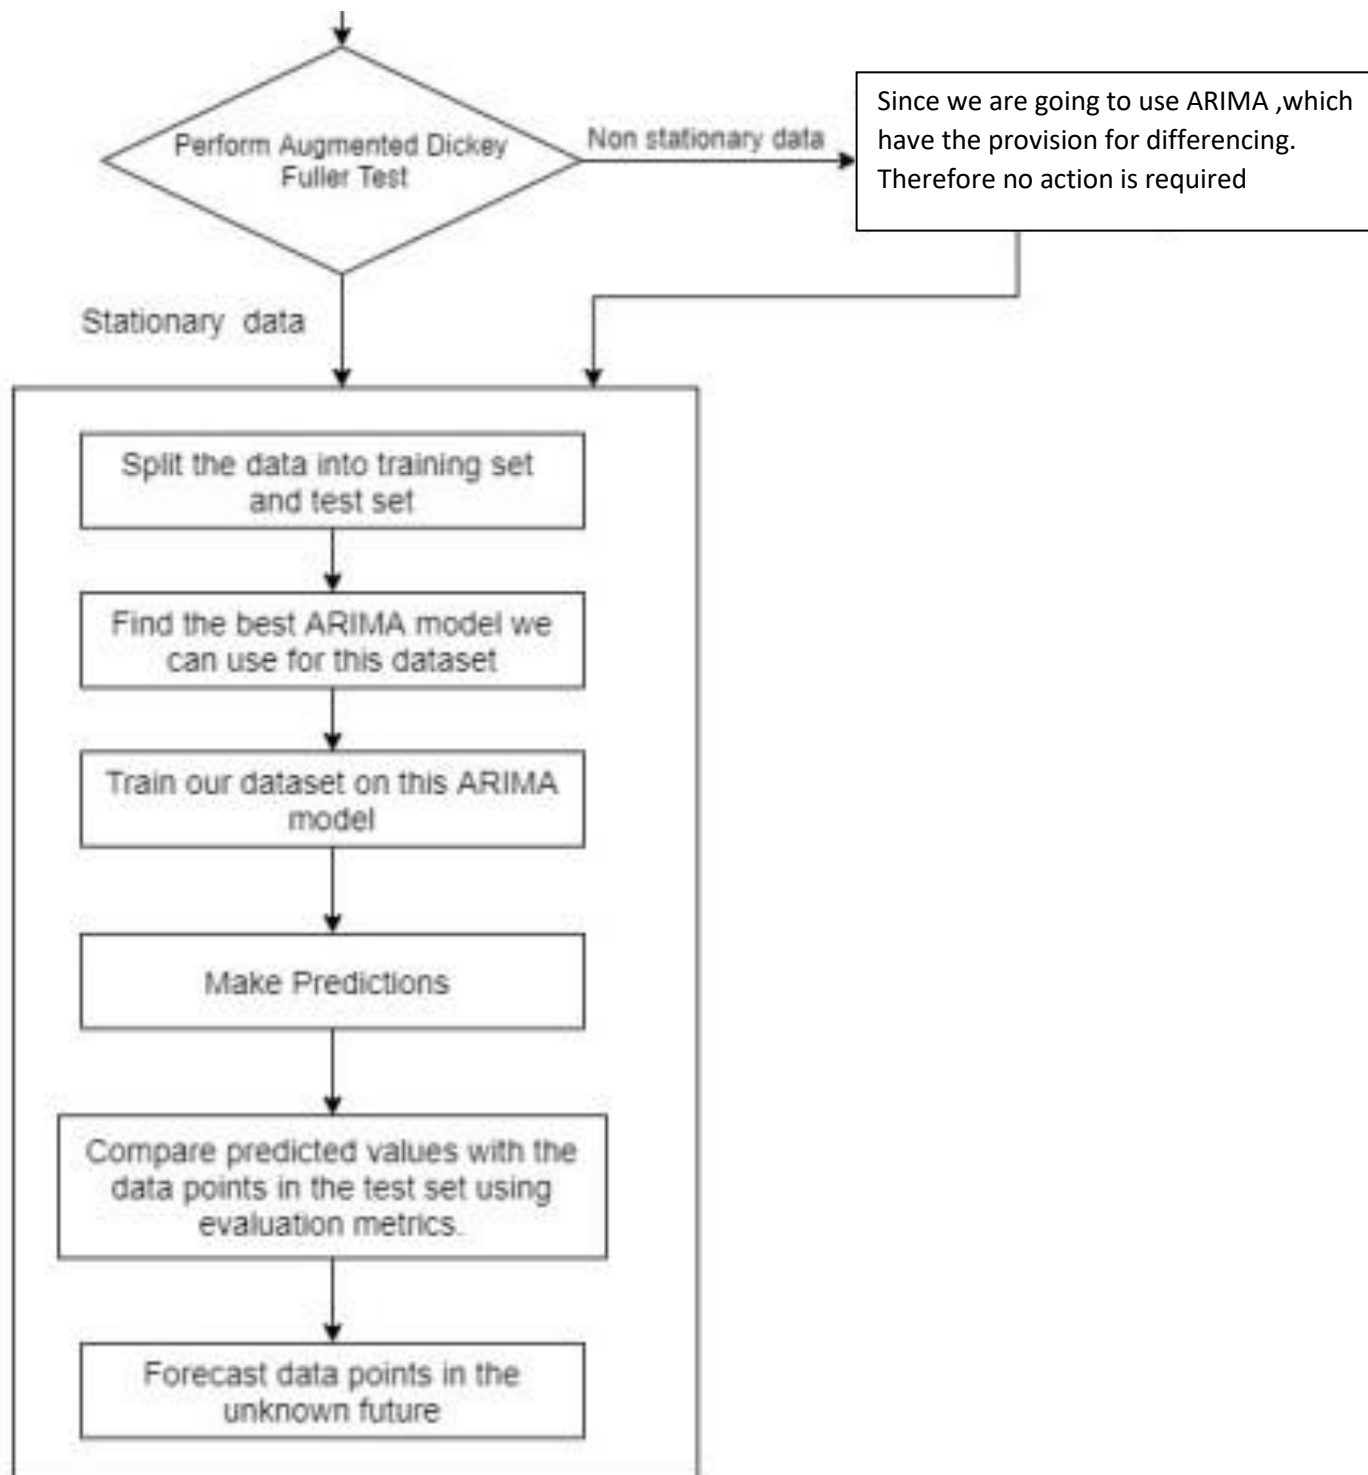 Perform Augmented Dickey
Fuller Test
Non stationary data
Since we are going to use ARIMA ,which
have the provision for differencing.
Therefore no action is required
Stationary data
Split the data into training set
and test set
Find the best ARIMA model we
can use for this dataset
Train our dataset on this ARIMA
model
Make Predictions
Compare predicted values with the
data points in the test set using
evaluation metrics.
Forecast data points in the
unknown future